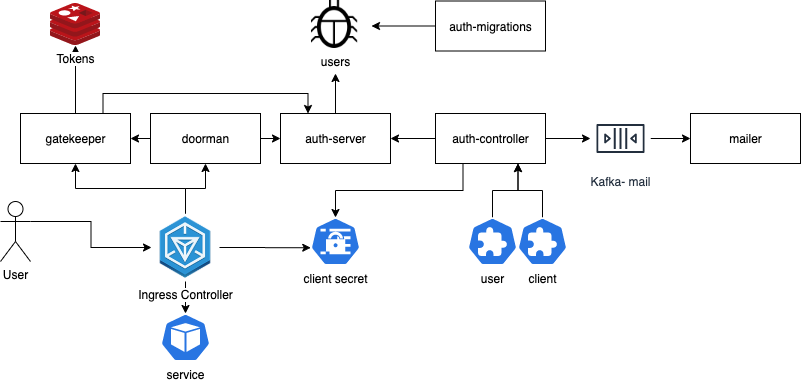 auth-migrations
Tokens
users
gatekeeper
doorman
auth-server
auth-controller
mailer
Kafka- mail
User
Ingress Controller
client secret
user
client
service